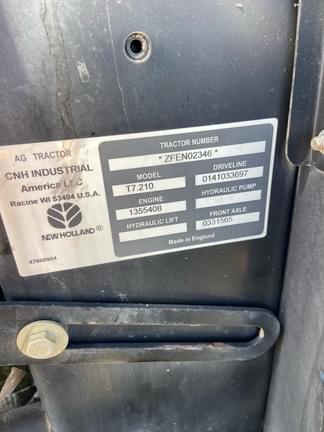 AG TRACTOR
CNH INDUSTRIAL
America LLC
Racine WI 53404 U.S.A.
NEW HOLLAND®
47660954
TRACTOR NUMBER
* ZFEN02346 *
MODEL
T7.210
DRIVELINE
0141033697
ENGINE
1355408
HYDRAULIC PUMP
HYDRAULIC LIFT
FRONT AXLE
0331565
Made in England